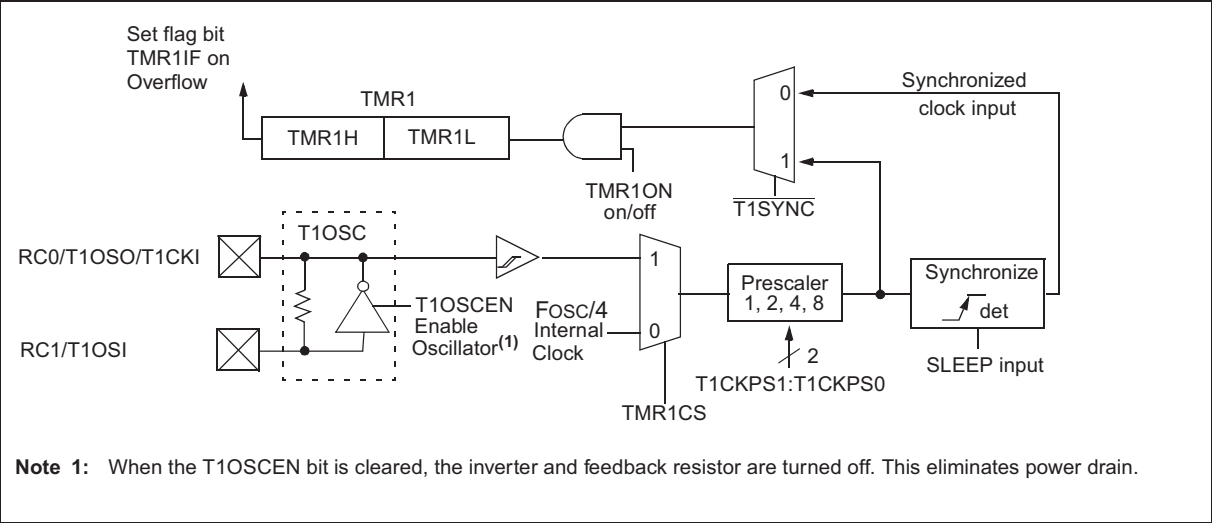 Set flag bit
TMR1IF on
Overflow
TMR1
TMR1H
TMR1L
TMR1ON
on/off
0
1
T1SYNC
Synchronized
clock input
RC0/T1OSO/T1CKI
T1OSC
RC1/T1OSI
T1OSCEN
Enable
Oscillator(1)
FOSC/4
Internal
Clock
1
0
TMR1CS
Prescaler
1, 2, 4, 8
2
T1CKPS1:T1CKPS0
Synchronize
det
SLEEP input
Note 1: When the T1OSCEN bit is cleared, the inverter and feedback resistor are turned off. This eliminates power drain.